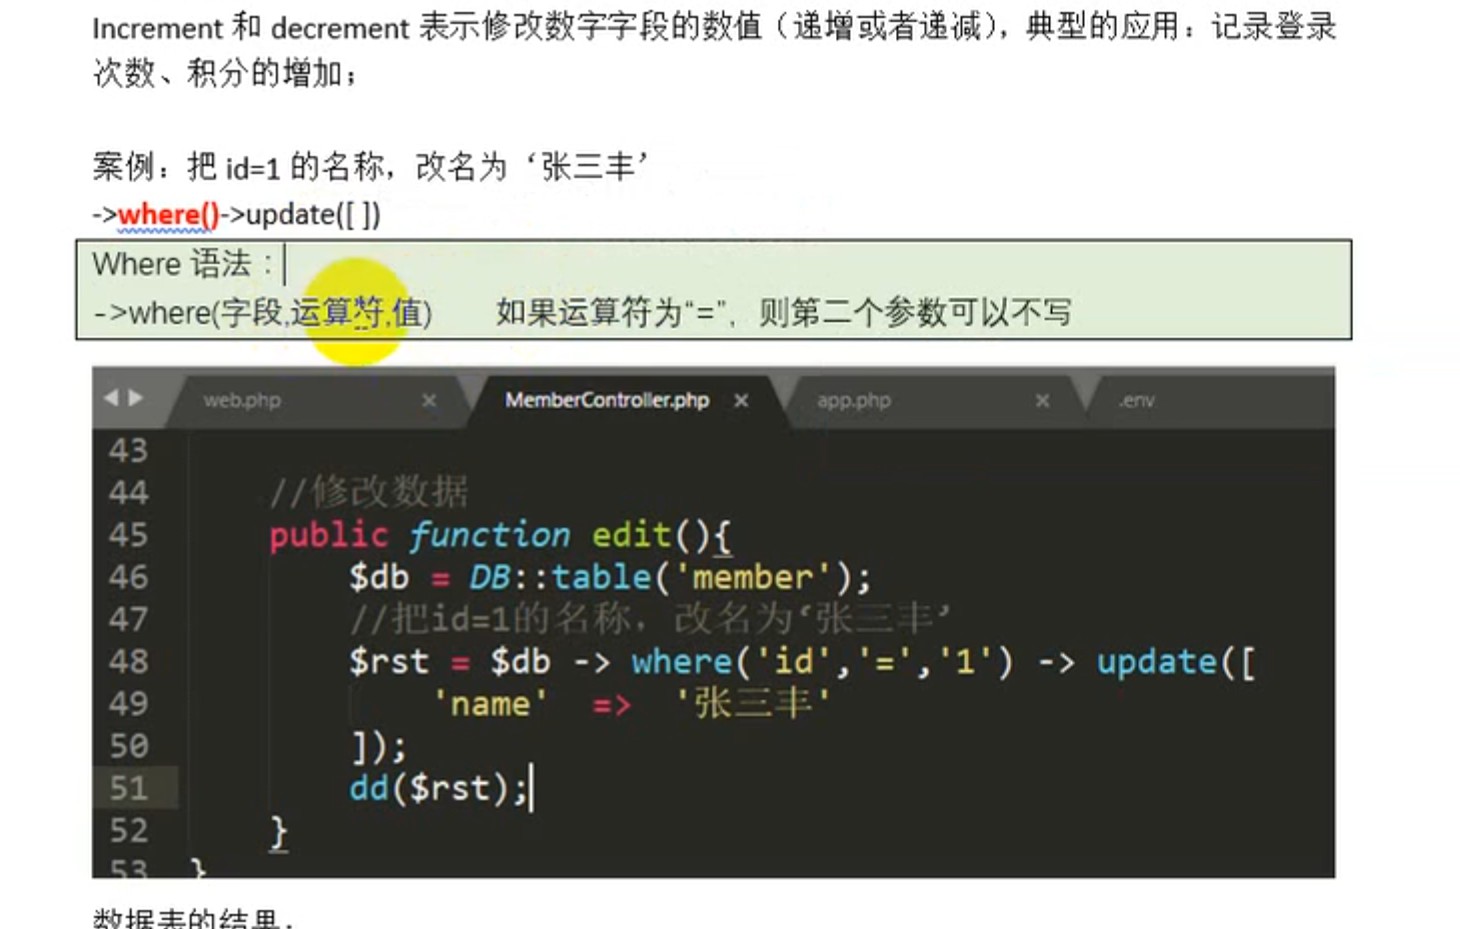 Increment 和 decrement 表示修改数字字段的数值（递增或者递减），典型的应用：记录登录
次数、积分的增加；
案例：把 id=1 的名称，改名为‘张三丰’
->where()->update([ ])
Where 语法：
->where(字段,运算符,值) 如果运算符为“=”，则第二个参数可以不写
web.php × MemberController.php × app.php × .env
43
44 //修改数据
45 public function edit(){
46 $db = DB::table('member');
47 //把id=1的名称，改名为‘张三丰’
48 $rst = $db -> where('id','=','1') -> update([
49 'name' => '张三丰'
50 ]);
51 dd($rst);
52 }
53 }
数据表的结果：